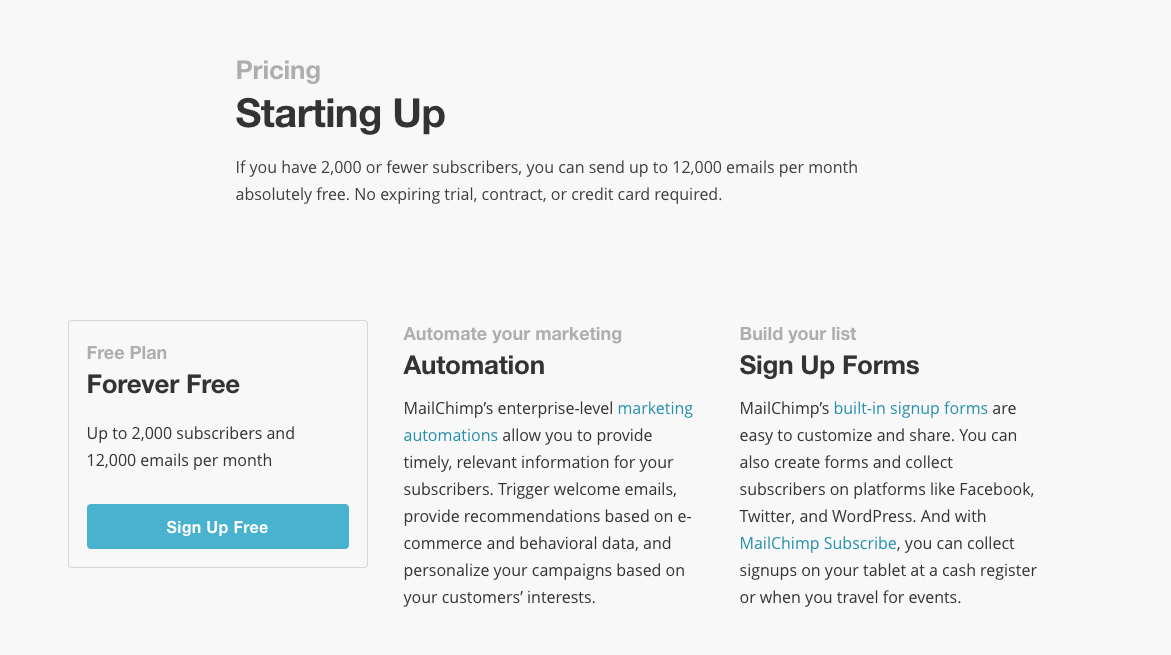 Pricing
Starting Up
If you have 2,000 or fewer subscribers, you can send up to 12,000 emails per month
absolutely free. No expiring trial, contract, or credit card required.
Free Plan
Forever Free
Up to 2,000 subscribers and
12,000 emails per month
Sign Up Free
Automate your marketing
Automation
MailChimp’s enterprise-level marketing
automations allow you to provide
timely, relevant information for your
subscribers. Trigger welcome emails,
provide recommendations based on e-
commerce and behavioral data, and
personalize your campaigns based on
your customers’ interests.
Build your list
Sign Up Forms
MailChimp’s built-in signup forms are
easy to customize and share. You can
also create forms and collect
subscribers on platforms like Facebook,
Twitter, and WordPress. And with
MailChimp Subscribe, you can collect
signups on your tablet at a cash register
or when you travel for events.